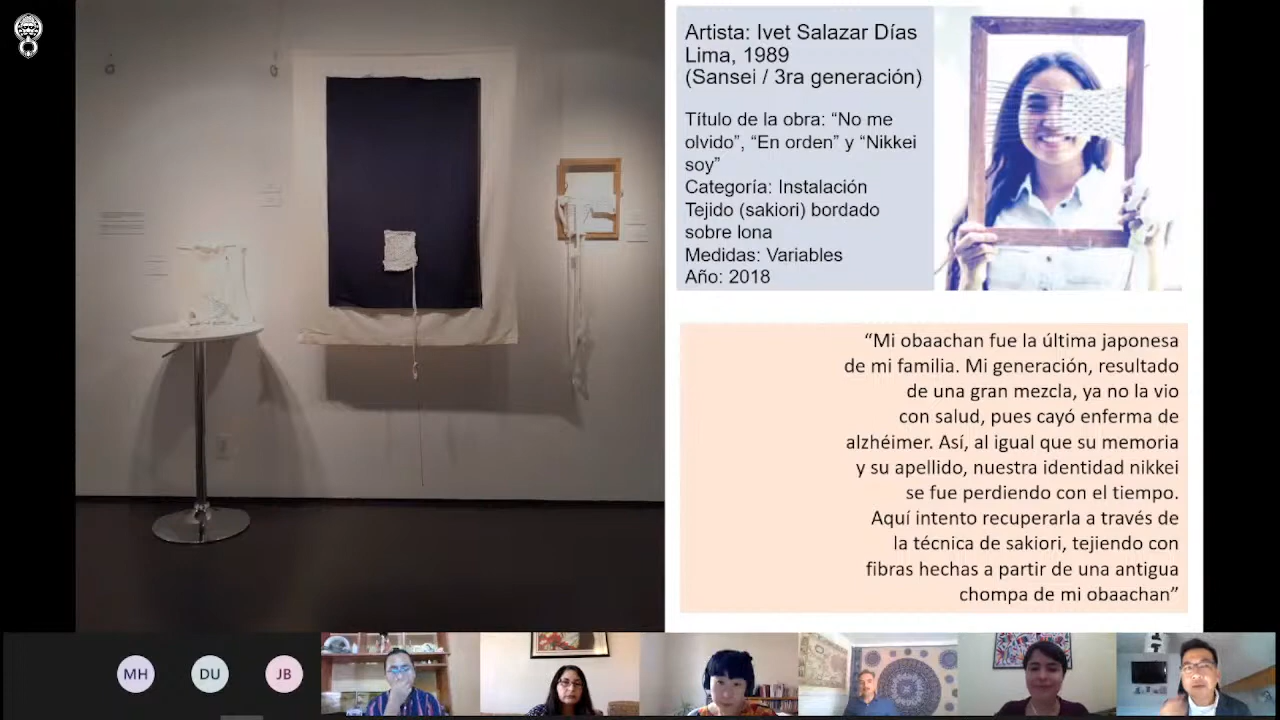 Artista: Ivet Salazar Días
Lima, 1989
(Sansei / 3ra generación)
Título de la obra: “No me
olvido”, “En orden” y “Nikkei
soy”
Categoría: Instalación
Tejido (sakiori) bordado
sobre lona
Medidas: Variables
Año: 2018
“Mi obaachan fue la última japonesa
de mi familia. Mi generación, resultado
de una gran mezcla, ya no la vio
con salud, pues cayó enferma de
alzhéimer. Así, al igual que su memoria
y su apellido, nuestra identidad nikkei
se fue perdiendo con el tiempo.
Aquí intento recuperarla a través de
la técnica de sakiori, tejiendo con
fibras hechas a partir de una antigua
chompa de mi obaachan”
MH
DU
JB